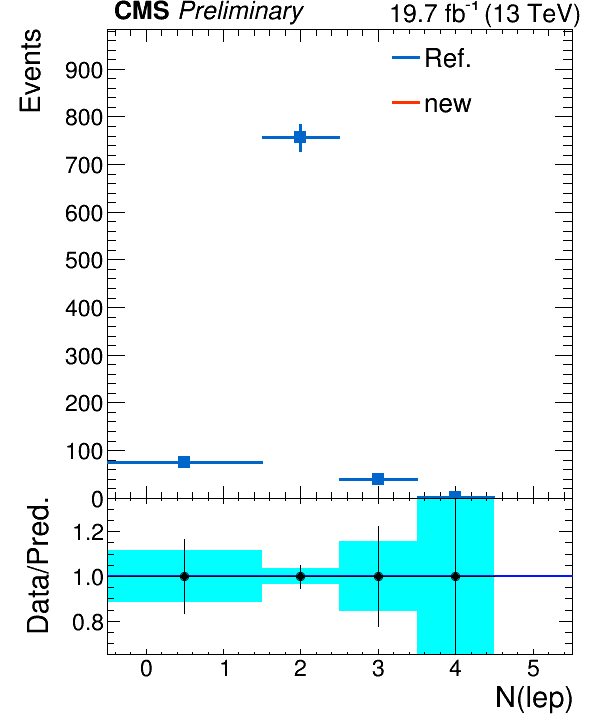 CMS Preliminary 19.7 fb⁻¹ (13 TeV)
Events
Ref.
new
900
800
700
600
500
400
300
200
100
0
Data/Pred.
1.2
1.0
0.8
0 1 2 3 4 5
N(lep)